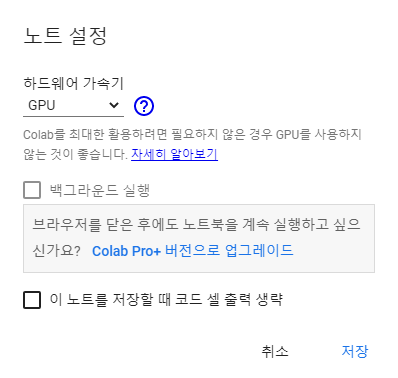 노트 설정
하드웨어 가속기
GPU
Colab를 최대한 활용하려면 필요하지 않은 경우 GPU를 사용하지
않는 것이 좋습니다. 자세히 알아보기
백그라운드 실행
브라우저를 닫은 후에도 노트북을 계속 실행하고 싶으
신가요? Colab Pro+ 버전으로 업그레이드
이 노트를 저장할 때 코드 셀 출력 생략
취소 저장